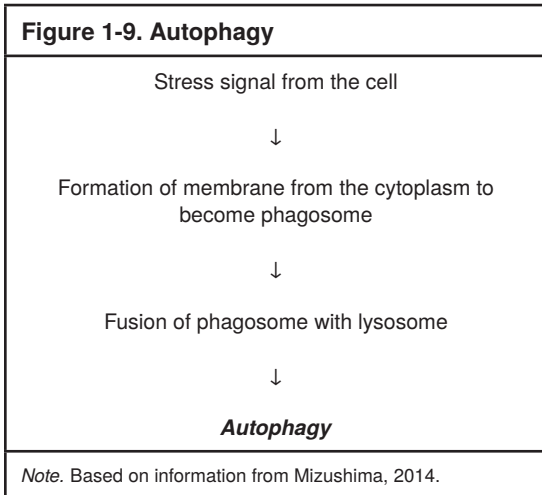 Figure 1-9. Autophagy
Stress signal from the cell
↓
Formation of membrane from the cytoplasm to
become phagosome
↓
Fusion of phagosome with lysosome
↓
Autophagy
Note. Based on information from Mizushima, 2014.